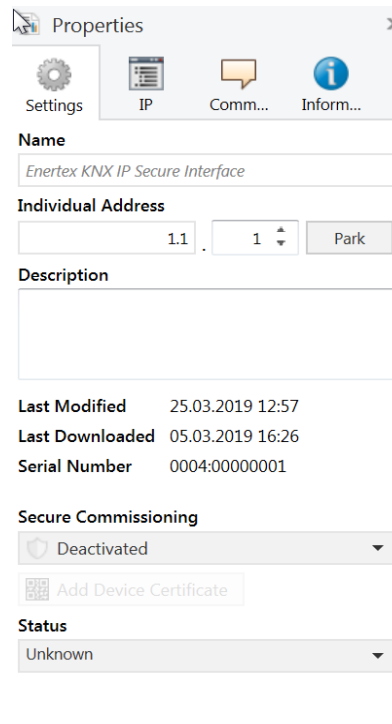 Properties
Settings
IP
Comm...
Inform...
Name
Enertex KNX IP Secure Interface
Individual Address
1.1 . 1 Park
Description
Last Modified 25.03.2019 12:57
Last Downloaded 05.03.2019 16:26
Serial Number 0004:00000001
Secure Commissioning
Deactivated
Add Device Certificate
Status
Unknown